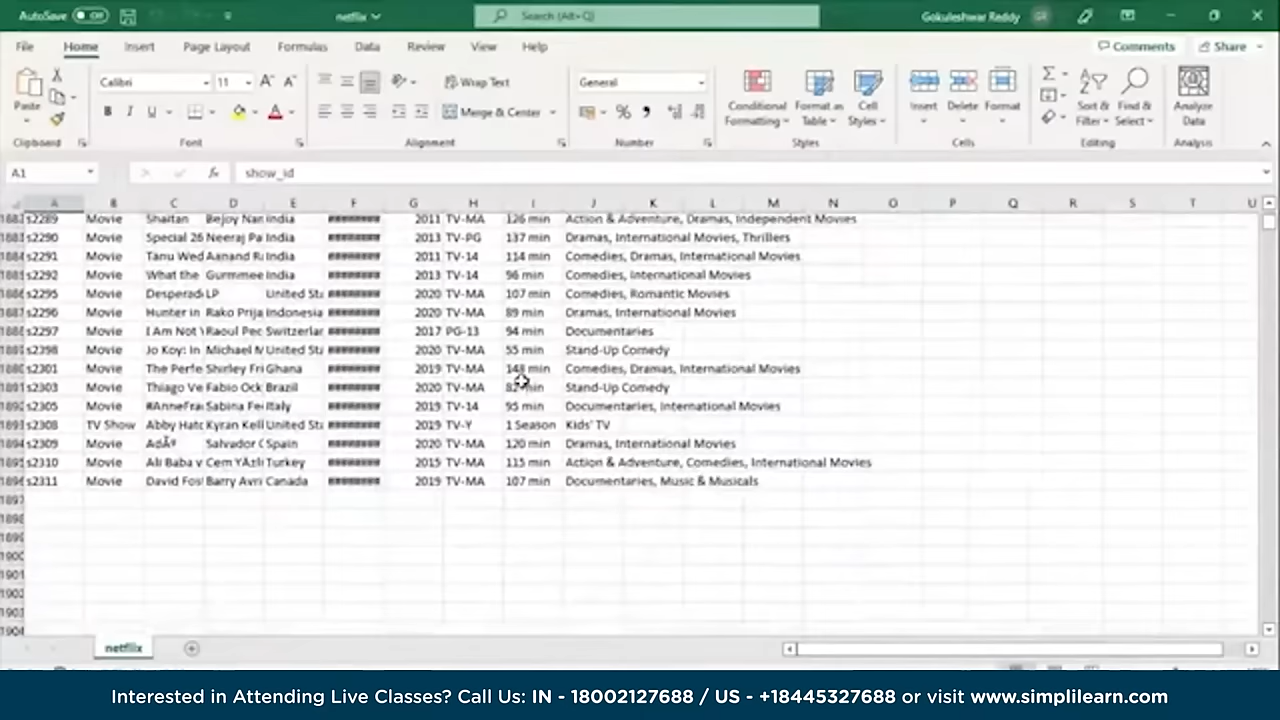 AutoSave Off netflix Search (Alt+Q) Gokuleshwar Reddy GR
File Home Insert Page Layout Formulas Data Review View Help Comments Share
Calibri 11 Wrap Text General
Paste Merge & Center Conditional Formatting Format as Table Cell Styles Insert Delete Format Sort & Filter Find & Select Analyze Data
Clipboard Font Alignment Number Styles Cells Editing Analysis
A1 fx show_id
A B C D E F G H I J K L M N O P Q R S T U
s2289 Movie Shaitan Bejoy Nan India ######## 2011 TV-MA 126 min Action & Adventure, Dramas, Independent Movies
s2290 Movie Special 26 Neeraj Pa India ######## 2013 TV-PG 137 min Dramas, International Movies, Thrillers
s2291 Movie Tanu Wed Aanand R India ######## 2011 TV-14 114 min Comedies, Dramas, International Movies
s2292 Movie What the Gurmmee India ######## 2013 TV-14 96 min Comedies, International Movies
s2295 Movie Desperad LP United Sta ######## 2020 TV-MA 107 min Comedies, Romantic Movies
s2296 Movie Hunter in Rako Prija Indonesia ######## 2020 TV-MA 89 min Dramas, International Movies
s2297 Movie I Am Not Raoul Pec Switzerlar ######## 2017 PG-13 94 min Documentaries
Movie Jo Koy: In Michael M United Sta ######## 2020 TV-MA 55 min Stand-Up Comedy
s2301 Movie The Perfe Shirley Fri Ghana ######## 2019 TV-MA 148 min Comedies, Dramas, International Movies
s2303 Movie Thiago Ve Fabio Ock Brazil ######## 2020 TV-MA min Stand-Up Comedy
s2305 Movie #AnneFra Sabina Fe Italy ######## 2019 TV-14 95 min Documentaries, International Movies
s2308 TV Show Abby Hatc Kyran Kell United Sta ######## 2019 TV-Y 1 Season Kids' TV
s2309 Movie Salvador C Spain ######## 2020 TV-MA 120 min Dramas, International Movies
s2310 Movie Ali Baba v Cem Turkey ######## 2015 TV-MA 115 min Action & Adventure, Comedies, International Movies
s2311 Movie David Fos Barry Avri Canada ######## 2019 TV-MA 107 min Documentaries, Music & Musicals
netflix
Interested in Attending Live Classes? Call Us: IN - 18002127688 / US - +18445327688 or visit www.simplilearn.com